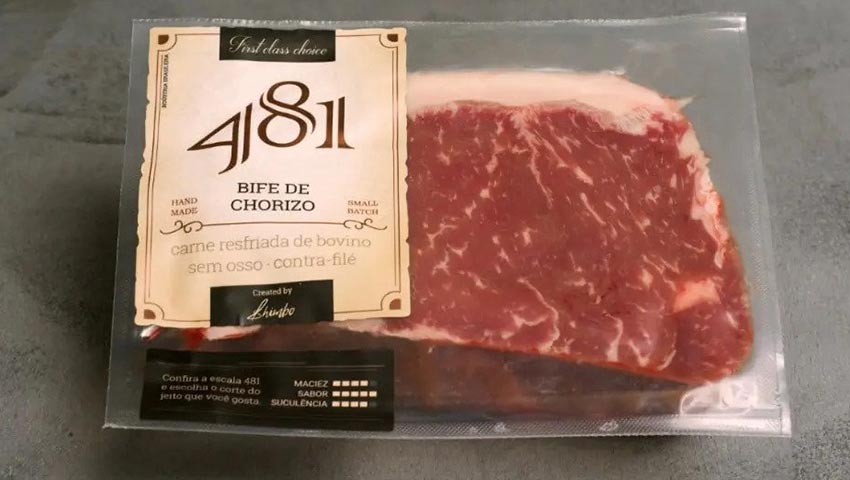 First class choice
481
BIFE DE
CHORIZO
HAND
MADE
SMALL
BATCH
carne resfriada de bovino
sem osso - contra-filé
Created by
Bhimbo
Confira a escala 481
e escolha o corte do
jeito que você gosta.
MACIEZ
SABOR
SUCULÊNCIA